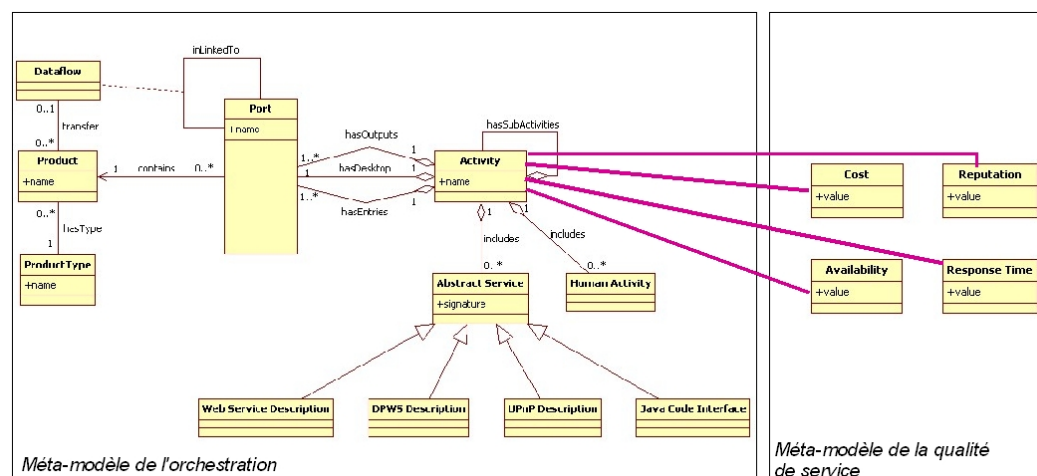 inLinkedTo
Dataflow
0..1
transfer
0..*
Port
+name
Product
+name
1 contains 0..*
0..*
hasType
1
ProductType
+name
hasOutputs
1..* 1
hasDesktop
1 1
1..* 1
hasEntries
hasSubActivities
Activity
+name
1 1
includes includes
0..* 0..*
Abstract Service
+signature
Human Activity
Web Service Description
DPWS Description
UPnP Description
Java Code Interface
Méta-modèle de l'orchestration
Cost
+value
Reputation
+value
Availability
+value
Response Time
+value
Méta-modèle de la qualité
de service